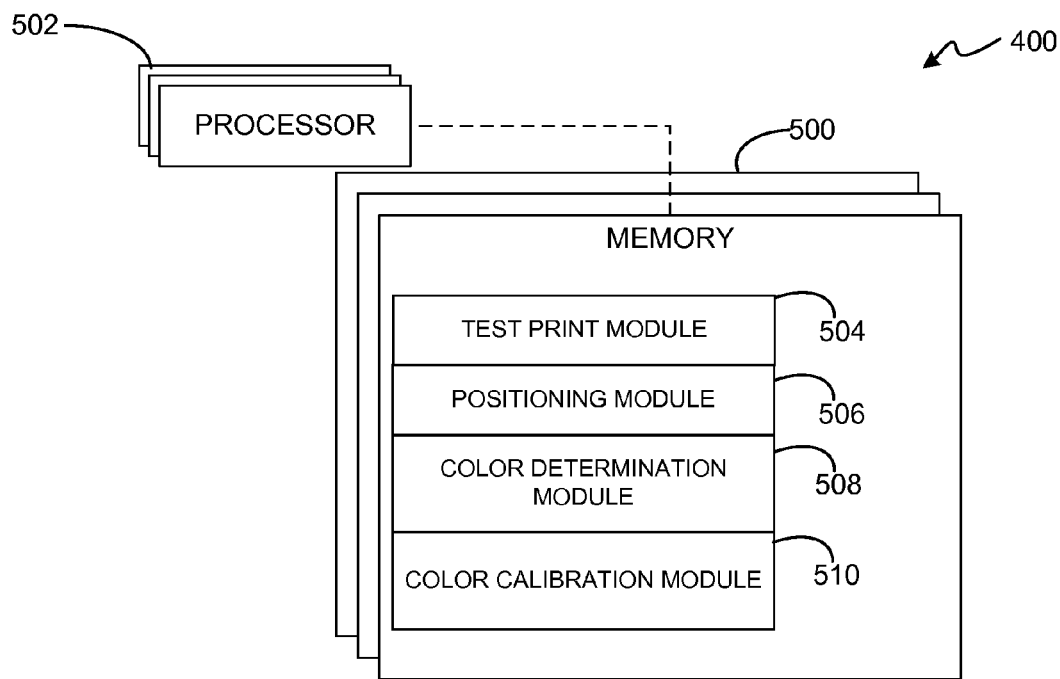 502
400
PROCESSOR
500
MEMORY
TEST PRINT MODULE
504
POSITIONING MODULE
506
COLOR DETERMINATION
MODULE
508
COLOR CALIBRATION MODULE
510